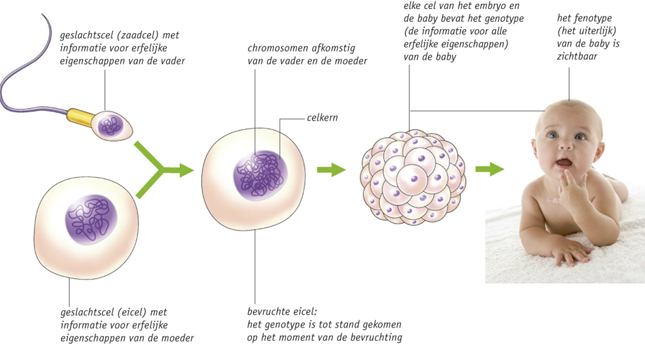 geslachtscel (zaadcel) met
informatie voor erfelijke
eigenschappen van de vader
chromosomen afkomstig
van de vader en de moeder
celkern
elke cel van het embryo en
de baby bevat het genotype
(de informatie voor alle
erfelijke eigenschappen)
van de baby
het fenotype
(het uiterlijk)
van de baby is
zichtbaar
geslachtscel (eicel) met
informatie voor erfelijke
eigenschappen van de moeder
bevruchte eicel:
het genotype is tot stand gekomen
op het moment van de bevruchting